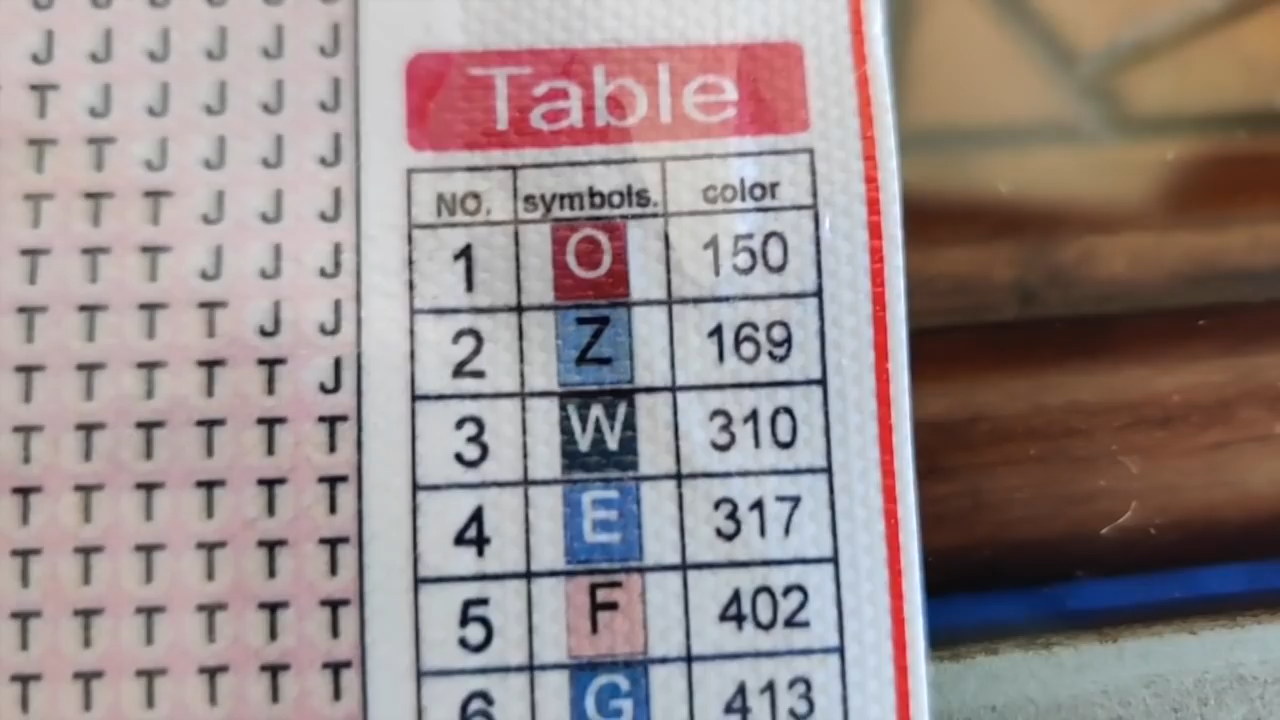 J J J J J J
T J J J J J
T T J J J J
T T T J J J
T T T J J J
T T T T J J
T T T T T J
T T T T T T
T T T T T T
T T T T T T
T T T T T T
T T T T T T
Table
NO. symbols. color
1 O 150
2 Z 169
3 W 310
4 E 317
5 F 402
6 G 413